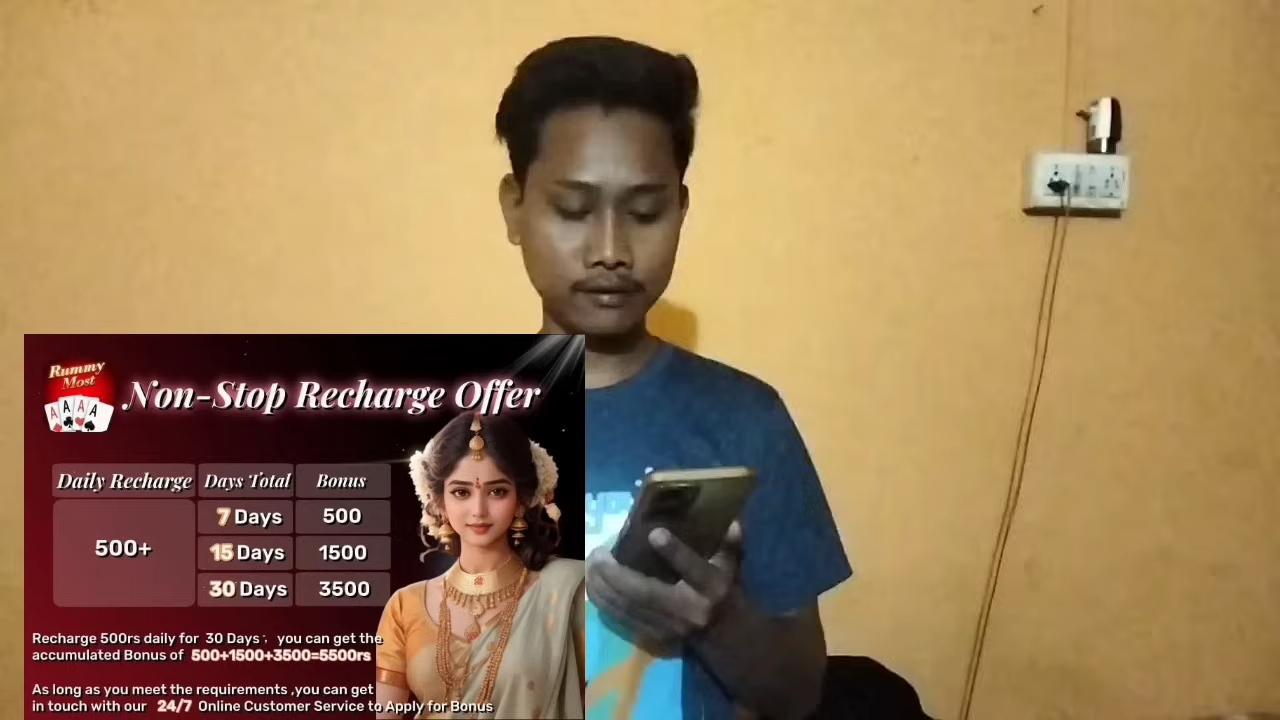 Rummy
Most
Non-Stop Recharge Offer
Daily Recharge Days Total Bonus
500+
7 Days 500
15 Days 1500
30 Days 3500
Recharge 500rs daily for 30 Days , you can get the
accumulated Bonus of 500+1500+3500=5500rs
As long as you meet the requirements ,you can get
in touch with our 24/7 Online Customer Service to Apply for Bonus
A A A A